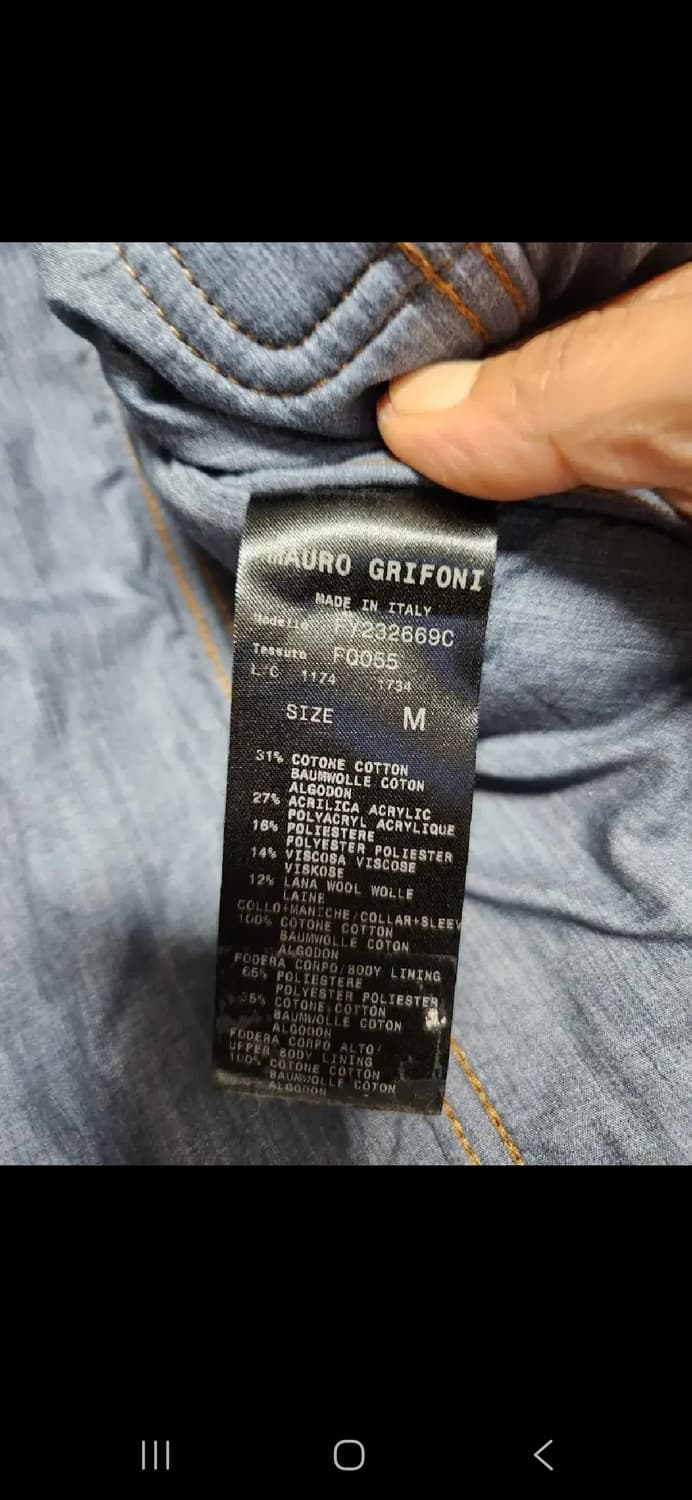 MAURO GRIFONI
MADE IN ITALY
Modello FY232669C
Tessuto FQ055
L-C 1174 1734
SIZE M
31% COTONE COTTON
BAUMWOLLE COTON
ALGODON
27% ACRILICA ACRYLIC
POLYACRYL ACRYLIQUE
16% POLIESTERE
POLYESTER POLIESTER
14% VISCOSA VISCOSE
VISKOSE
12% LANA WOOL WOLLE
LAINE
COLLO+MANICHE/COLLAR+SLEEV
100% COTONE COTTON
BAUMWOLLE COTON
ALGODON
FODERA CORPO/BODY LINING
65% POLIESTERE
POLYESTER POLIESTER
35% COTONE COTTON
BAUMWOLLE COTON
ALGODON
FODERA CORPO ALTO/
UPPER BODY LINING
100% COTONE COTTON
BAUMWOLLE COTON
ALGODON